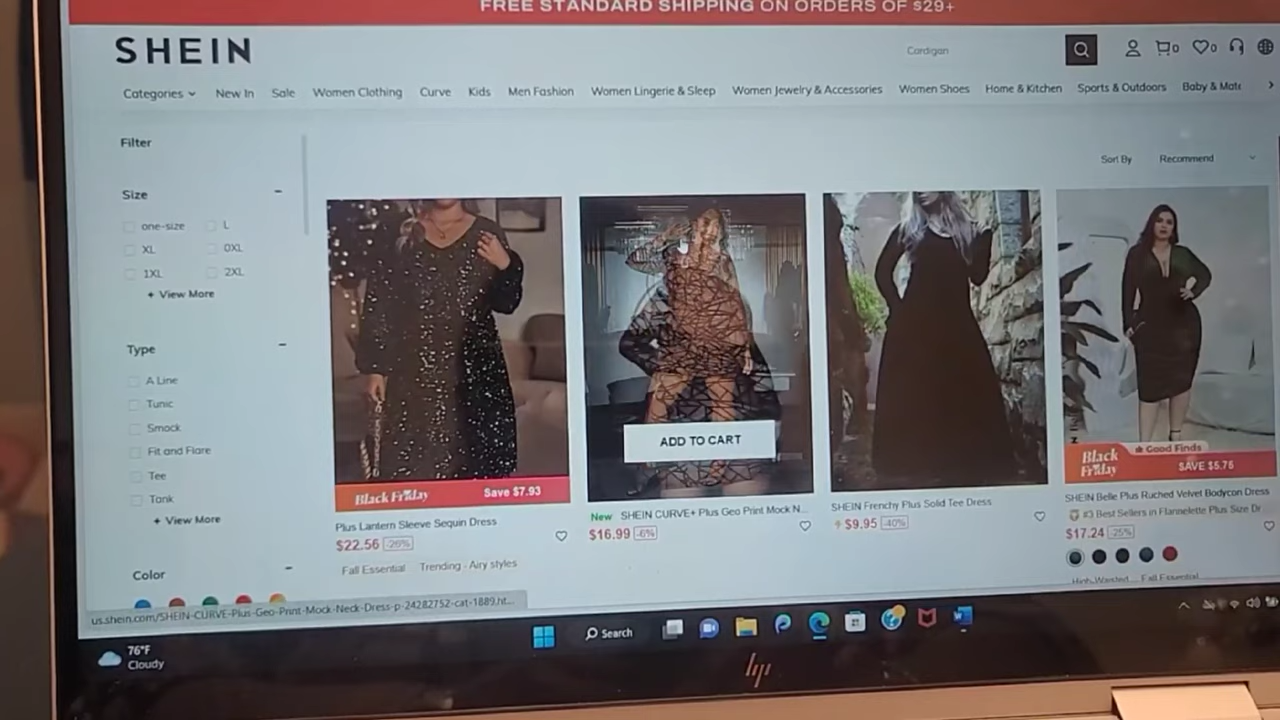 FREE STANDARD SHIPPING ON ORDERS OF $29+
SHEIN
Cardigan
0
0
Categories
New In
Sale
Women Clothing
Curve
Kids
Men Fashion
Women Lingerie & Sleep
Women Jewelry & Accessories
Women Shoes
Home & Kitchen
Sports & Outdoors
Baby & Mate
Filter
Sort By
Recommend
Size
one-size
L
XL
0XL
1XL
2XL
+ View More
Type
A Line
Tunic
Smock
Fit and Flare
Tee
Tank
+ View More
Color
ADD TO CART
Black Friday
Save $7.93
Plus Lantern Sleeve Sequin Dress
$22.56 -26%
Fall Essential
Trending - Airy styles
New SHEIN CURVE+ Plus Geo Print Mock N...
$16.99 -6%
SHEIN Frenchy Plus Solid Tee Dress
$9.95 -40%
Good Finds
Black Friday
SAVE $5.76
SHEIN Belle Plus Ruched Velvet Bodycon Dress
#3 Best Sellers in Flannelette Plus Size Dr
$17.24 -25%
High Waisted
Fall Essential
us.shein.com/SHEIN-CURVE-Plus-Geo-Print-Mock-Neck-Dress-p-24282752-cat-1889.ht...
76°F
Cloudy
Search
hp